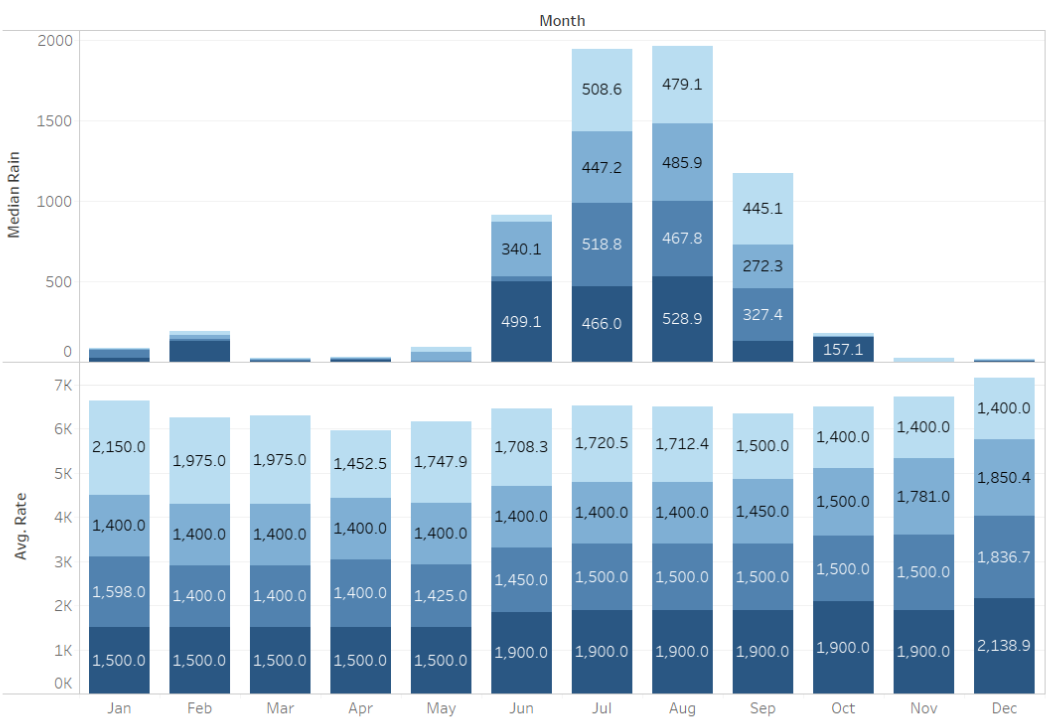 Month
2000
1500
1000
500
0
Median Rain
508.6 479.1
447.2 485.9 445.1
340.1 518.8 467.8 272.3
499.1 466.0 528.9 327.4 157.1
7K
6K
5K
4K
3K
2K
1K
0K
Avg. Rate
2,150.0 1,975.0 1,975.0 1,452.5 1,747.9 1,708.3 1,720.5 1,712.4 1,500.0 1,400.0 1,400.0 1,400.0
1,400.0 1,400.0 1,400.0 1,400.0 1,400.0 1,400.0 1,400.0 1,400.0 1,450.0 1,500.0 1,781.0 1,850.4
1,598.0 1,400.0 1,400.0 1,400.0 1,425.0 1,450.0 1,500.0 1,500.0 1,500.0 1,500.0 1,500.0 1,836.7
1,500.0 1,500.0 1,500.0 1,500.0 1,500.0 1,900.0 1,900.0 1,900.0 1,900.0 1,900.0 1,900.0 2,138.9
Jan Feb Mar Apr May Jun Jul Aug Sep Oct Nov Dec